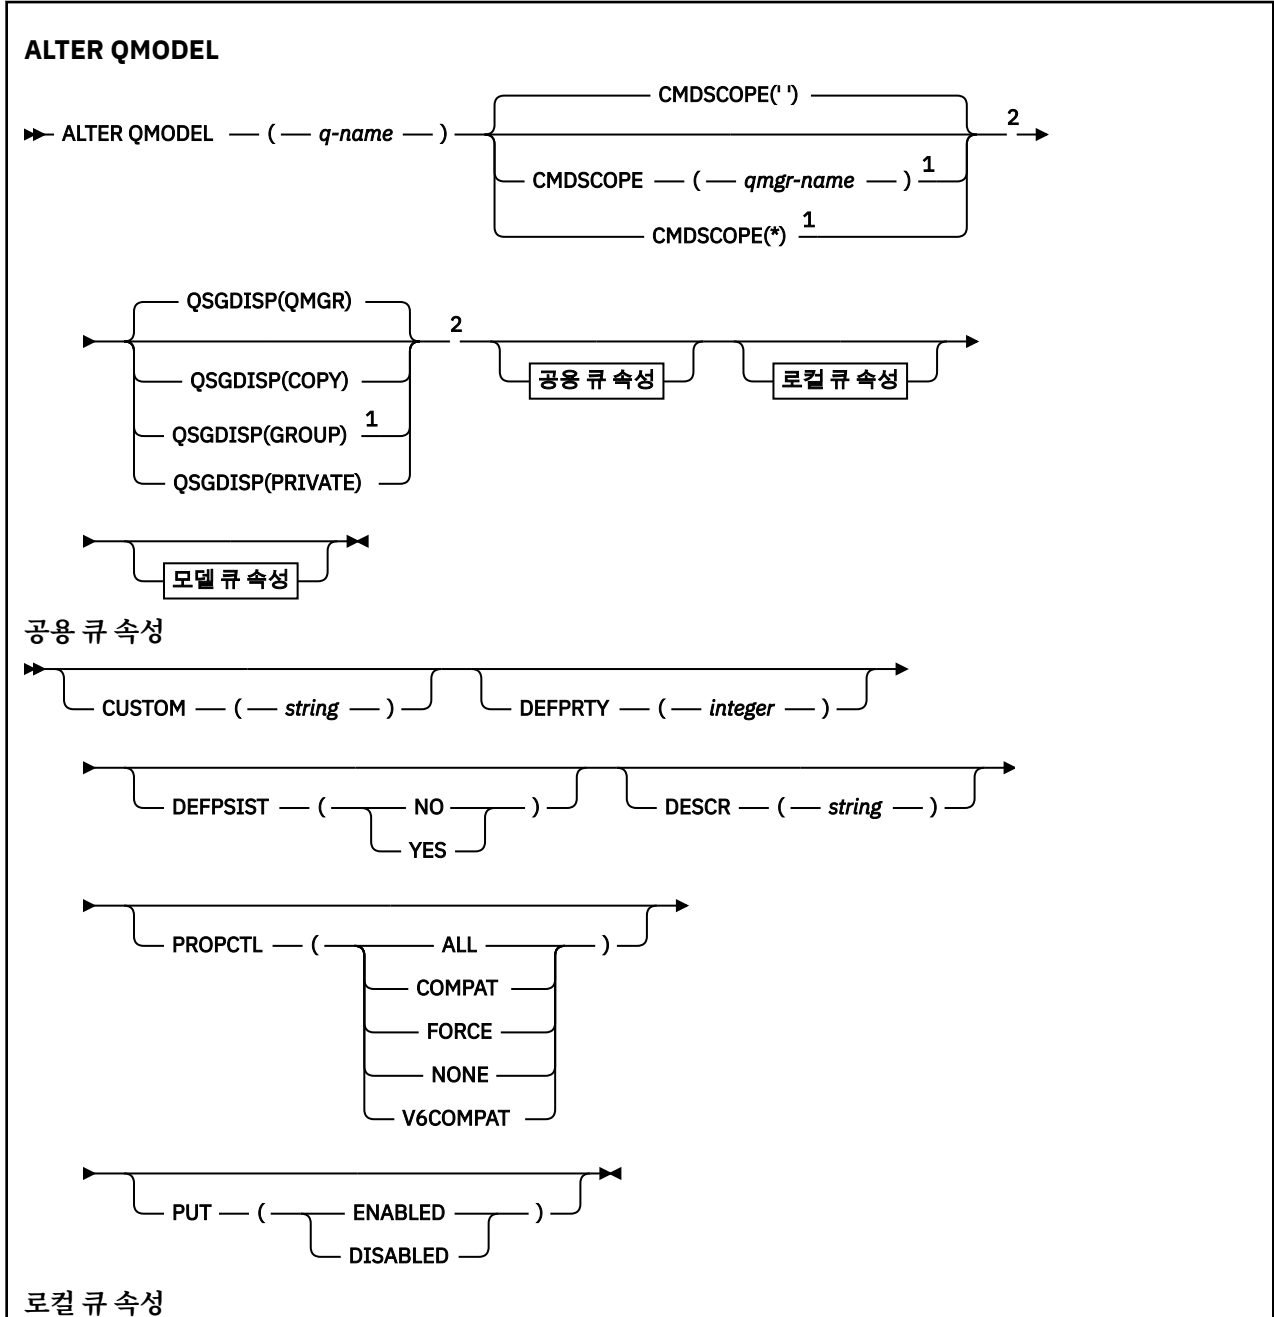 ALTER QMODEL
CMDSCOPE(' ')
ALTER QMODEL ( q-name ) 2
CMDSCOPE ( qmgr-name ) 1
CMDSCOPE(*) 1
QSGDISP(QMGR)
2
QSGDISP(COPY) 공용 큐 속성 로컬 큐 속성
QSGDISP(GROUP) 1
QSGDISP(PRIVATE)
모델 큐 속성
공용 큐 속성
CUSTOM ( string ) DEFPRTY ( integer )
DEFPSIST ( NO ) DESCR ( string )
YES
PROPCTL ( ALL )
COMPAT
FORCE
NONE
V6COMPAT
PUT ( ENABLED )
DISABLED
로컬 큐 속성